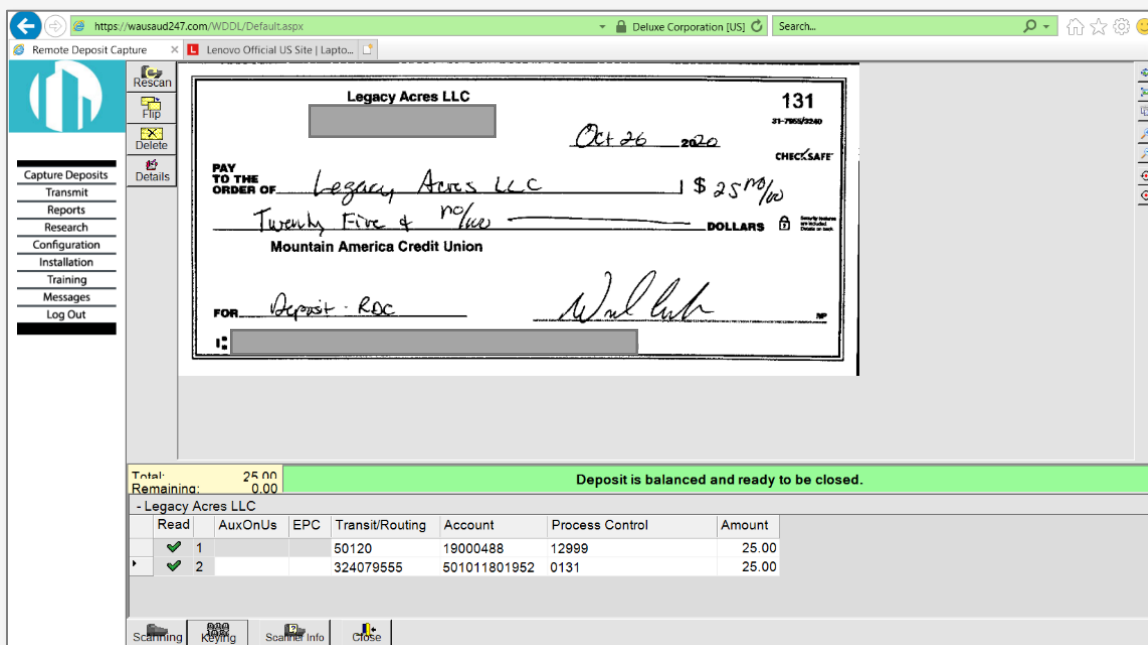 https://wausaud247.com/WDDL/Default.aspx
Deluxe Corporation [US]
Search...
Remote Deposit Capture
Lenovo Official US Site | Lapto...
Rescan
Flip
Delete
Details
Capture Deposits
Transmit
Reports
Research
Configuration
Installation
Training
Messages
Log Out
Legacy Acres LLC
131
31-7955/3240
Oct 26 2020
CHECKSAFE
PAY
TO THE
ORDER OF Legacy Acres LLC $ 25 no/00
Twenty Five & no/00 DOLLARS
Mountain America Credit Union
FOR Deposit - RDC
MP
Total: 25.00
Remaining: 0.00
Deposit is balanced and ready to be closed.
- Legacy Acres LLC
Read AuxOnUs EPC Transit/Routing Account Process Control Amount
1 50120 19000488 12999 25.00
2 324079555 501011801952 0131 25.00
Scanning
Keying
Scanner Info
Close